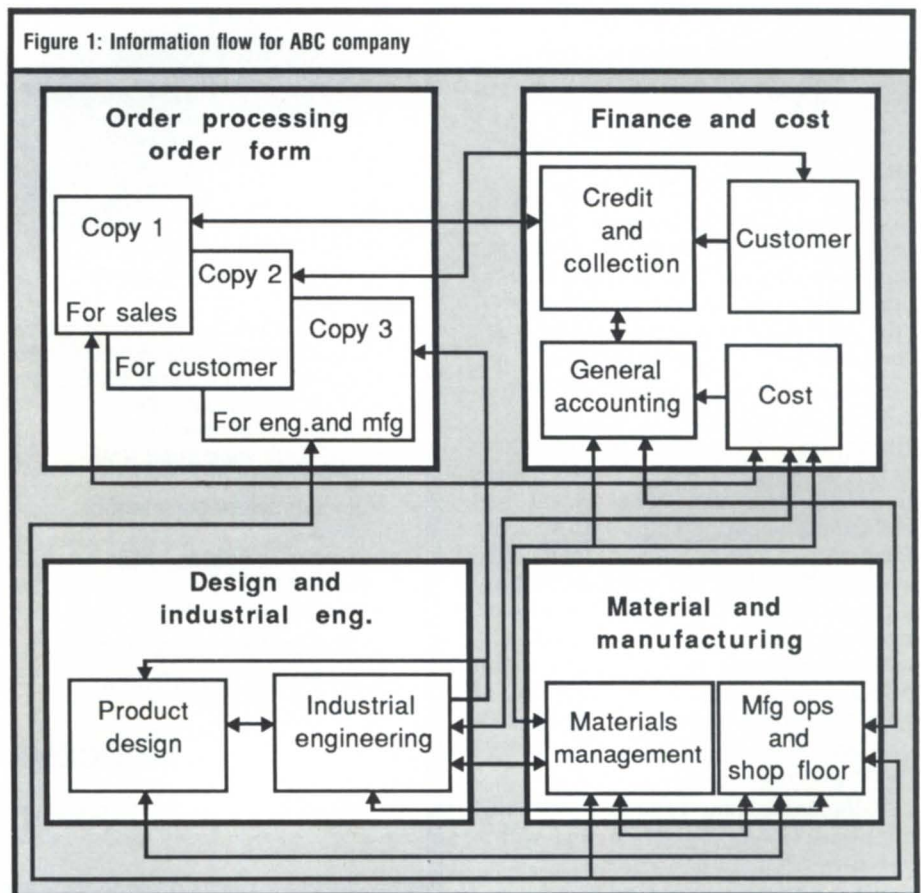 Figure 1: Information flow for ABC company
Order processing
order form
Copy 1
For sales
Copy 2
For customer
Copy 3
For eng.and mfg
Finance and cost
Credit
and
collection
Customer
General
accounting
Cost
Design and
industrial eng.
Product
design
Industrial
engineering
Material and
manufacturing
Materials
management
Mfg ops
and
shop floor